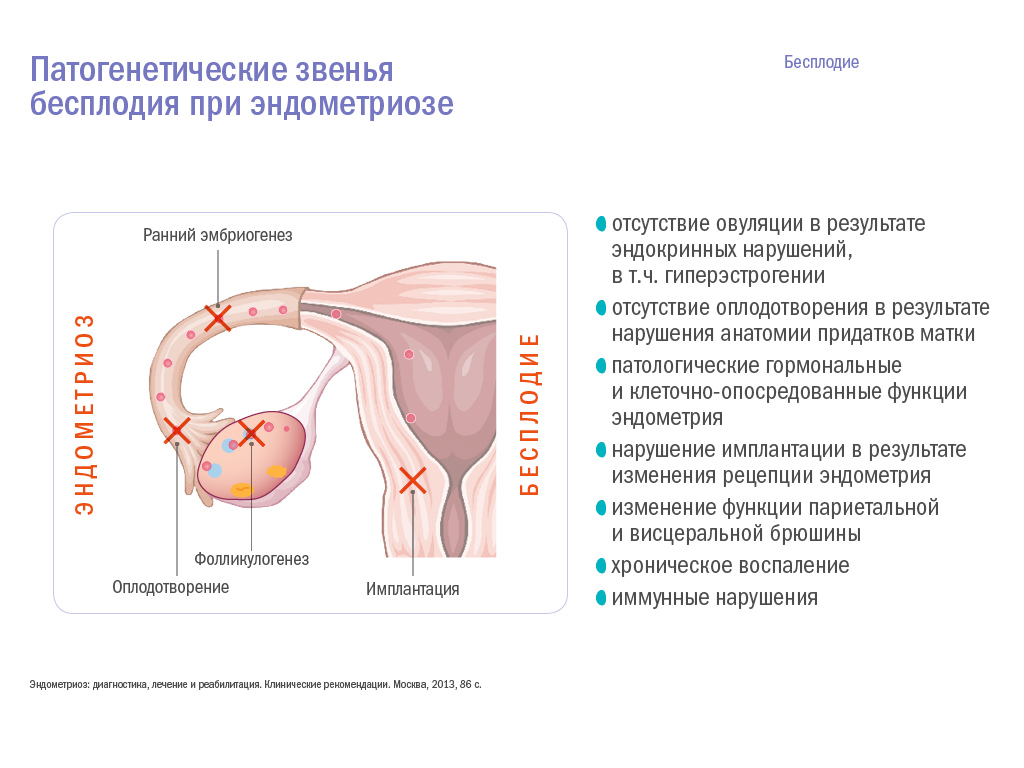 Патогенетические звенья
бесплодия при эндометриозе
Бесплодие
Ранний эмбриогенез
ЭНДОМЕТРИОЗ
БЕСПЛОДИЕ
Фолликулогенез
Оплодотворение
Имплантация
отсутствие овуляции в результате
эндокринных нарушений,
в т.ч. гиперэстрогении
отсутствие оплодотворения в результате
нарушения анатомии придатков матки
патологические гормональные
и клеточно-опосредованные функции
эндометрия
нарушение имплантации в результате
изменения рецепции эндометрия
изменение функции париетальной
и висцеральной брюшины
хроническое воспаление
иммунные нарушения
Эндометриоз: диагностика, лечение и реабилитация. Клинические рекомендации. Москва, 2013, 86 с.